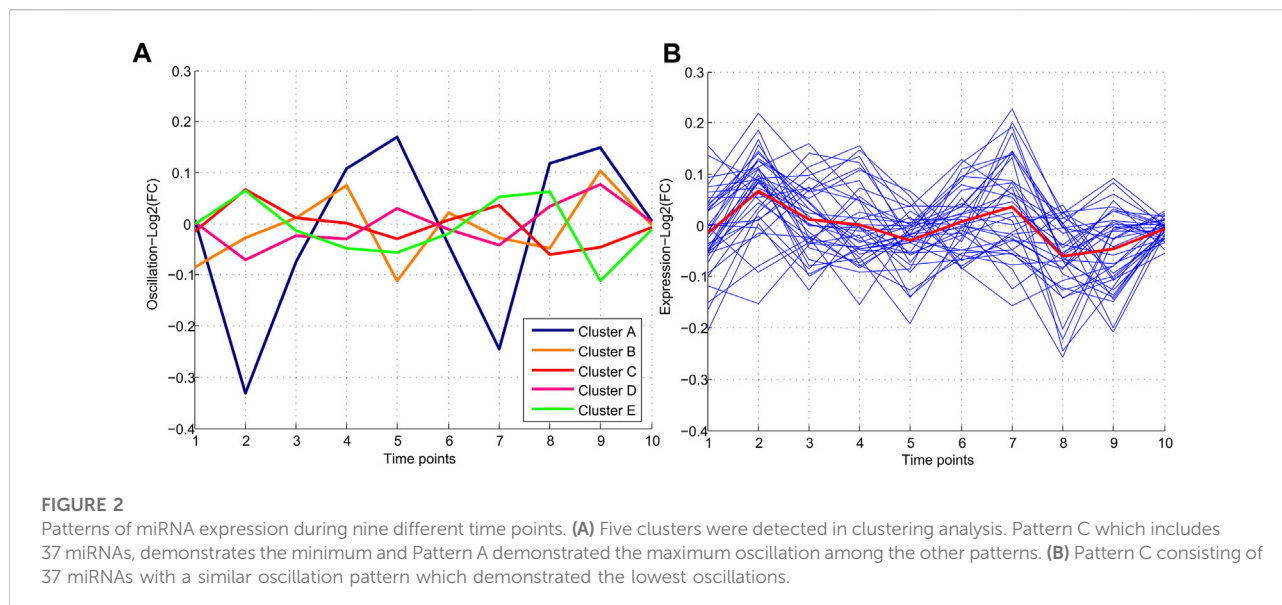 A
0.3
0.2
0.1
0
−0.1
−0.2
−0.3
−0.4
Oscillation−Log2(FC)
1 2 3 4 5 6 7 8 9 10
Time points
Cluster A
Cluster B
Cluster C
Cluster D
Cluster E
B
0.3
0.2
0.1
0
−0.1
−0.2
−0.3
−0.4
Expression−Log2(FC)
1 2 3 4 5 6 7 8 9 10
Time points
FIGURE 2
Patterns of miRNA expression during nine different time points. (A) Five clusters were detected in clustering analysis. Pattern C which includes
37 miRNAs, demonstrates the minimum and Pattern A demonstrated the maximum oscillation among the other patterns. (B) Pattern C consisting of
37 miRNAs with a similar oscillation pattern which demonstrated the lowest oscillations.